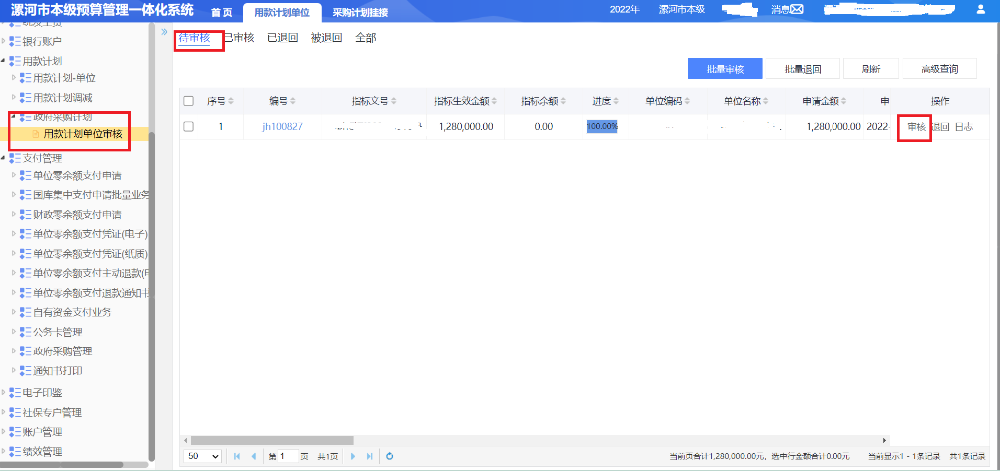 漯河市本级预算管理一体化系统
首页
用款计划单位
采购计划挂接
2022年
漯河市本级
消息
统发工资
银行账户
用款计划
用款计划-单位
用款计划调减
政府采购计划
用款计划单位审核
支付管理
单位零余额支付申请
国库集中支付申请批量业务
财政零余额支付申请
单位零余额支付凭证(电子)
单位零余额支付凭证(纸质)
单位零余额支付主动退款(电
单位零余额支付退款通知书
自有资金支付业务
公务卡管理
政府采购管理
通知书打印
电子印鉴
社保专户管理
账户管理
绩效管理
待审核 已审核 已退回 被退回 全部
批量审核 批量退回 刷新 高级查询
序号 编号 指标文号 指标生效金额 指标余额 进度 单位编码 单位名称 申请金额 申 操作
1 jh100827 1,280,000.00 0.00 100.00% 1,280,000.00 2022- 审核 退回 日志
50 第 1 页 共1页 当前页合计1,280,000.00元，选中行金额合计0.00元 当前显示1 - 1条记录 共1条记录